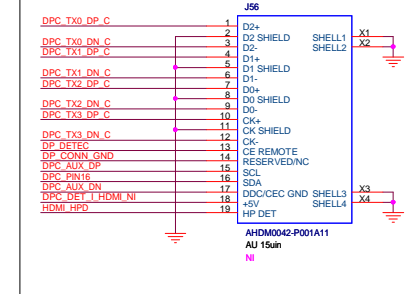 J56
DPC_TX0_DP_C 1 D2+
2 D2 SHIELD SHELL1 X1
DPC_TX0_DN_C 3 D2- SHELL2 X2
DPC_TX1_DP_C 4 D1+
5 D1 SHIELD
DPC_TX1_DN_C 6 D1-
DPC_TX2_DP_C 7 D0+
8 D0 SHIELD
DPC_TX2_DN_C 9 D0-
DPC_TX3_DP_C 10 CK+
11 CK SHIELD
DPC_TX3_DN_C 12 CK-
DP_DETEC 13 CE REMOTE
DP_CONN_GND 14 RESERVED/NC
DPC_AUX_DP 15 SCL
DPC_PIN16 16 SDA
DPC_AUX_DN 17 DDC/CEC GND SHELL3 X3
DPC_DET_I_HDMI_NI 18 +5V SHELL4 X4
HDMI_HPD 19 HP DET
AHDM0042-P001A11
AU 15uin
NI